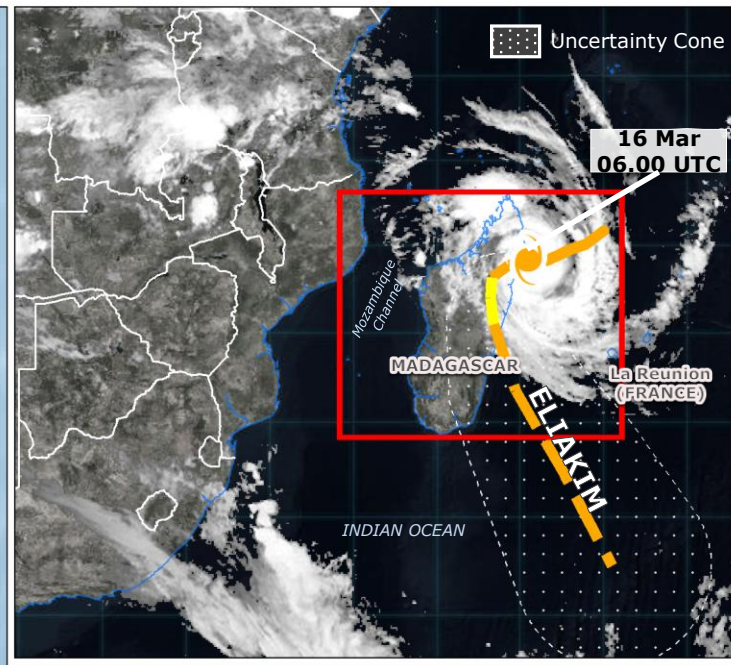 Uncertainty Cone
16 Mar
06.00 UTC
Mozambique
Channel
MADAGASCAR
La Reunion
(FRANCE)
ELIAKIM
INDIAN OCEAN